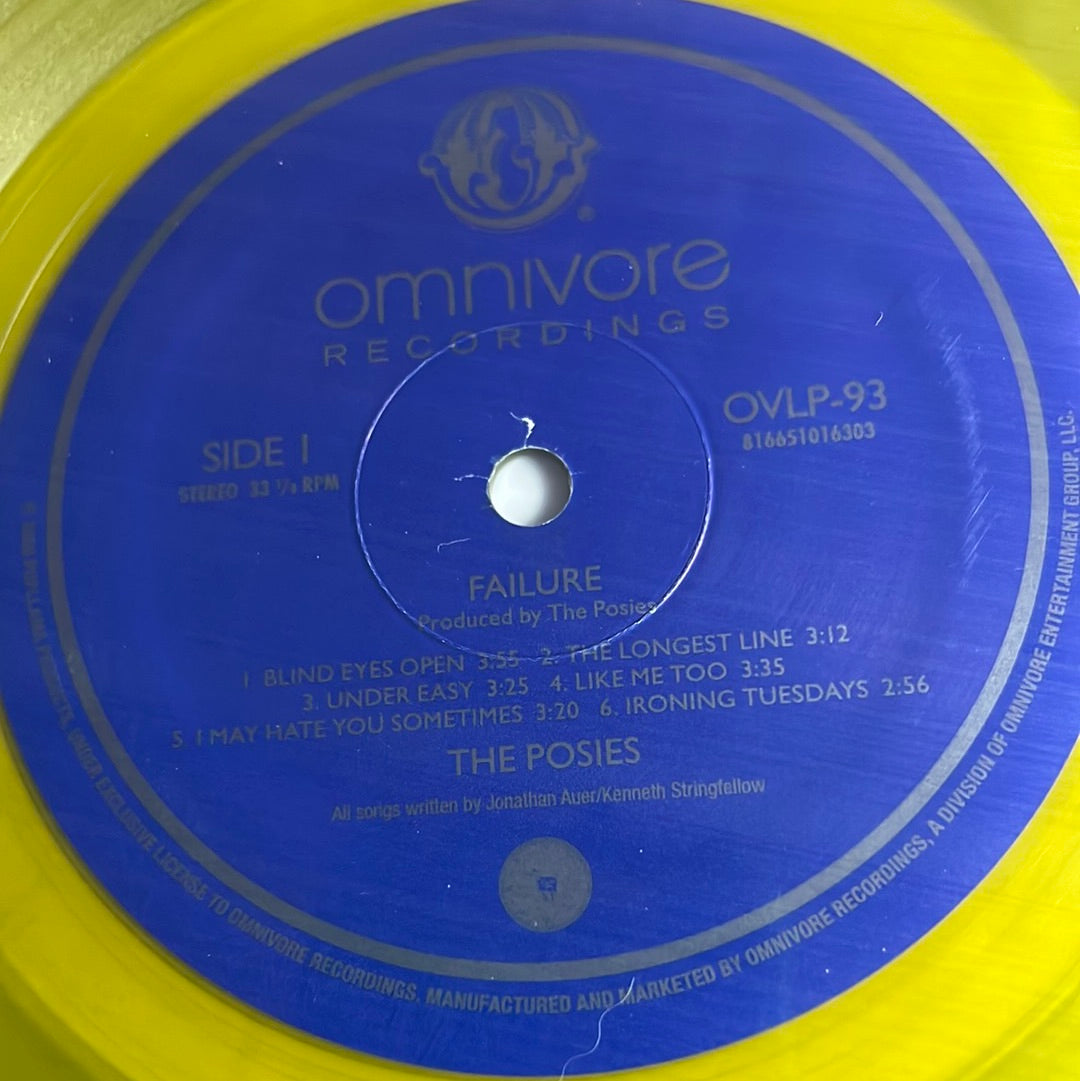 omnivore
RECORDINGS
OVLP-93
816651016303
SIDE 1
STEREO 33 ⅓ RPM
FAILURE
Produced by The Posies
1. BLIND EYES OPEN 3:55 2. THE LONGEST LINE 3:12
3. UNDER EASY 3:25 4. LIKE ME TOO 3:35
5. I MAY HATE YOU SOMETIMES 3:20 6. IRONING TUESDAYS 2:56
THE POSIES
All songs written by Jonathan Auer/Kenneth Stringfellow
UNDER EXCLUSIVE LICENSE TO OMNIVORE RECORDINGS. MANUFACTURED AND MARKETED BY OMNIVORE RECORDINGS, A DIVISION OF OMNIVORE ENTERTAINMENT GROUP, LLC.